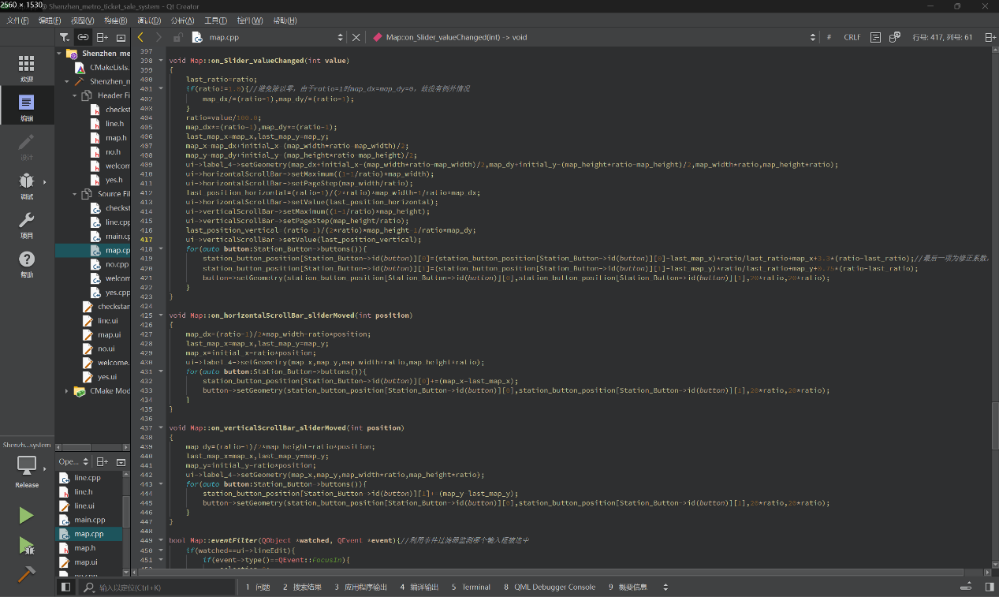 2560 × 1530
@ Shenzhen_metro_ticket_sale_system - Qt Creator
文件(F) 编辑(E) 视图(V) 构建(B) 调试(D) 分析(A) 工具(T) 控件(W) 帮助(H)
map.cpp
Map::on_Slider_valueChanged(int) -> void
# CRLF
行号: 417, 列号: 61
欢迎
编辑
设计
调试
项目
帮助
Shenzhen_me
CMakeLists.
Shenzhen_m
Header Fi
checkst
line.h
map.h
no.h
welcom
yes.h
Source Fil
checkst
line.cpp
main.cp
map.cp
no.cpp
welcom
yes.cpp
checkstar
line.ui
map.ui
no.ui
welcome.
yes.ui
CMake Mod
Shenzh...system
Release
Ope...
line.cpp
line.h
line.ui
main.cpp
map.cpp
map.h
map.ui
397
398 void Map::on_Slider_valueChanged(int value)
399 {
400 last_ratio=ratio;
401 if(ratio!=1.0){//避免除以零，由于ratio=1时map_dx=map_dy=0，故没有例外情况
402 map_dx/=(ratio-1),map_dy/=(ratio-1);
403 }
404 ratio=value/100.0;
405 map_dx*=(ratio-1),map_dy*=(ratio-1);
406 last_map_x=map_x,last_map_y=map_y;
407 map_x=map_dx+initial_x-(map_width*ratio-map_width)/2;
408 map_y=map_dy+initial_y-(map_height*ratio-map_height)/2;
409 ui->label_4->setGeometry(map_dx+initial_x-(map_width*ratio-map_width)/2,map_dy+initial_y-(map_height*ratio-map_height)/2,map_width*ratio,map_height*ratio);
410 ui->horizontalScrollBar->setMaximum((1-1/ratio)*map_width);
411 ui->horizontalScrollBar->setPageStep(map_width/ratio);
412 last_position_horizontal=(ratio-1)/(2*ratio)*map_width-1/ratio*map_dx;
413 ui->horizontalScrollBar->setValue(last_position_horizontal);
414 ui->verticalScrollBar->setMaximum((1-1/ratio)*map_height);
415 ui->verticalScrollBar->setPageStep(map_height/ratio);
416 last_position_vertical=(ratio-1)/(2*ratio)*map_height-1/ratio*map_dy;
417 ui->verticalScrollBar->setValue(last_position_vertical);
418 for(auto button:Station_Button->buttons()){
419 station_button_position[Station_Button->id(button)][0]=(station_button_position[Station_Button->id(button)][0]-last_map_x)*ratio/last_ratio+map_x+3.3*(ratio-last_ratio);//最后一项为修正系数，
420 station_button_position[Station_Button->id(button)][1]=(station_button_position[Station_Button->id(button)][1]-last_map_y)*ratio/last_ratio+map_y+0.75*(ratio-last_ratio);
421 button->setGeometry(station_button_position[Station_Button->id(button)][0],station_button_position[Station_Button->id(button)][1],20*ratio,20*ratio);
422 }
423 }
424
425 void Map::on_horizontalScrollBar_sliderMoved(int position)
426 {
427 map_dx=(ratio-1)/2*map_width-ratio*position;
428 last_map_x=map_x,last_map_y=map_y;
429 map_x=initial_x-ratio*position;
430 ui->label_4->setGeometry(map_x,map_y,map_width*ratio,map_height*ratio);
431 for(auto button:Station_Button->buttons()){
432 station_button_position[Station_Button->id(button)][0]+=(map_x-last_map_x);
433 button->setGeometry(station_button_position[Station_Button->id(button)][0],station_button_position[Station_Button->id(button)][1],20*ratio,20*ratio);
434 }
435 }
436
437 void Map::on_verticalScrollBar_sliderMoved(int position)
438 {
439 map_dy=(ratio-1)/2*map_height-ratio*position;
440 last_map_x=map_x,last_map_y=map_y;
441 map_y=initial_y-ratio*position;
442 ui->label_4->setGeometry(map_x,map_y,map_width*ratio,map_height*ratio);
443 for(auto button:Station_Button->buttons()){
444 station_button_position[Station_Button->id(button)][1]+=(map_y-last_map_y);
445 button->setGeometry(station_button_position[Station_Button->id(button)][0],station_button_position[Station_Button->id(button)][1],20*ratio,20*ratio);
446 }
447 }
448
449 bool Map::eventFilter(QObject *watched, QEvent *event){//利用事件过滤器监测哪个输入框被选中
450 if(watched==ui->lineEdit){
451 if(event->type()==QEvent::FocusIn){
输入以定位(Ctrl+K)
1 问题 2 搜索结果 3 应用程序输出 4 编译输出 5 Terminal 8 QML Debugger Console 9 概要信息